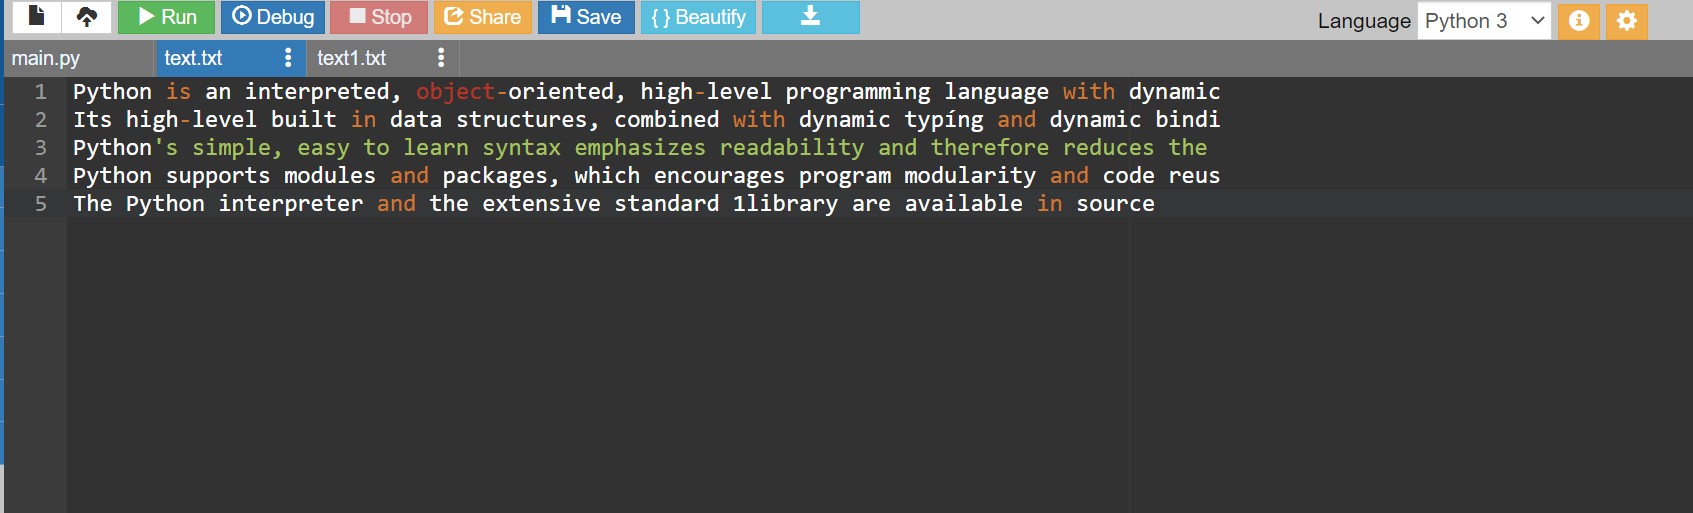 Run Debug Stop Share Save { } Beautify Language Python 3
main.py text.txt text1.txt
1 Python is an interpreted, object-oriented, high-level programming language with dynamic
2 Its high-level built in data structures, combined with dynamic typíng and dynamic bindi
3 Python's simple, easy to learn syntax emphasizes readability and therefore reduces the
4 Python supports modules and packages, which encourages program modularity and code reus
5 The Python interpreter and the extensive standard 1library are available in source